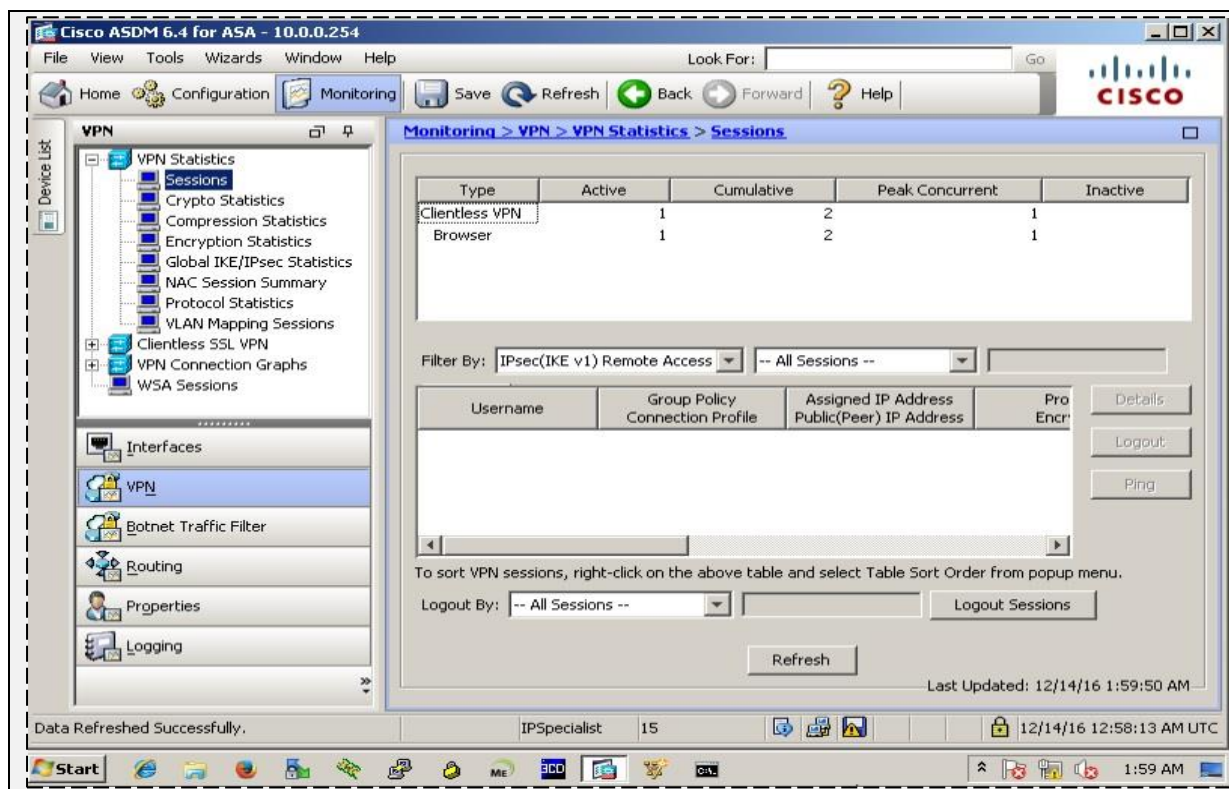 Cisco ASDM 6.4 for ASA - 10.0.0.254
File View Tools Wizards Window Help
Look For:
Go
Home Configuration Monitoring Save Refresh Back Forward Help
CISCO
Device List
VPN
VPN Statistics
Sessions
Crypto Statistics
Compression Statistics
Encryption Statistics
Global IKE/IPsec Statistics
NAC Session Summary
Protocol Statistics
VLAN Mapping Sessions
Clientless SSL VPN
VPN Connection Graphs
WSA Sessions
Interfaces
VPN
Botnet Traffic Filter
Routing
Properties
Logging
Monitoring > VPN > VPN Statistics > Sessions
Type Active Cumulative Peak Concurrent Inactive
Clientless VPN 1 2 1
Browser 1 2 1
Filter By: IPsec(IKE v1) Remote Access -- All Sessions --
Username
Group Policy
Connection Profile
Assigned IP Address
Public(Peer) IP Address
Pro
Encr
Details
Logout
Ping
To sort VPN sessions, right-click on the above table and select Table Sort Order from popup menu.
Logout By: -- All Sessions -- Logout Sessions
Refresh
Last Updated: 12/14/16 1:59:50 AM
Data Refreshed Successfully. IPSpecialist 15 12/14/16 12:58:13 AM UTC
Start ME 3CD C:\. 1:59 AM